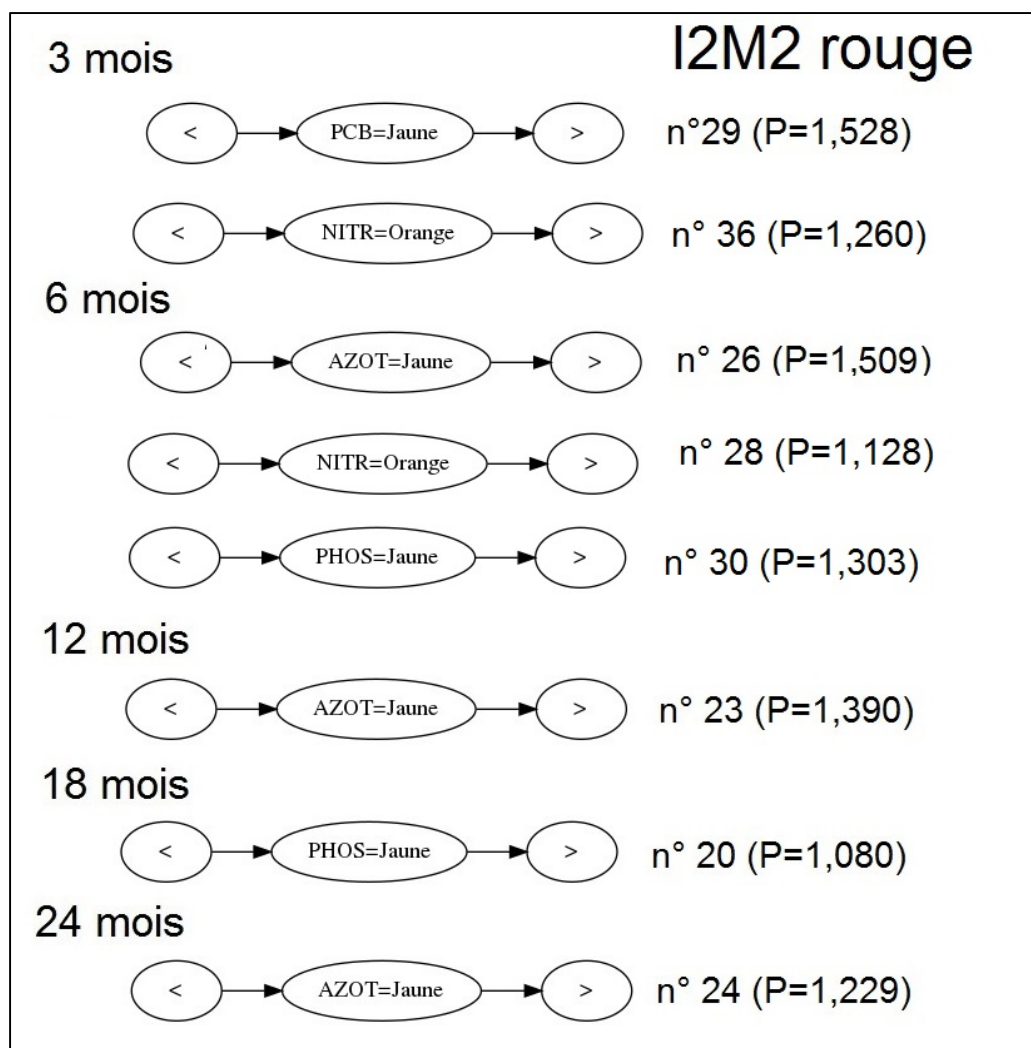 3 mois
I2M2 rouge
< PCB=Jaune > n°29 (P=1,528)
< NITR=Orange > n° 36 (P=1,260)
6 mois
< AZOT=Jaune > n° 26 (P=1,509)
< NITR=Orange > n° 28 (P=1,128)
< PHOS=Jaune > n° 30 (P=1,303)
12 mois
< AZOT=Jaune > n° 23 (P=1,390)
18 mois
< PHOS=Jaune > n° 20 (P=1,080)
24 mois
< AZOT=Jaune > n° 24 (P=1,229)